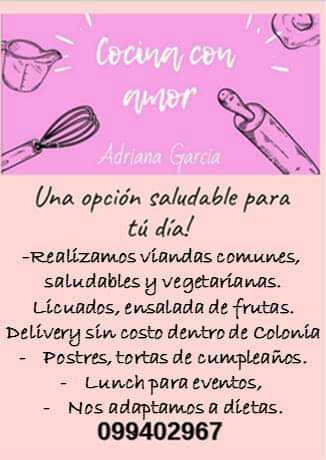 Cocina con
amor
Adriana Garcia
Una opción saludable para
tú día!
-Realizamos viandas comunes,
saludables y vegetarianas.
Licuados, ensalada de frutas.
Delivery sin costo dentro de Colonia
- Postres, tortas de cumpleaños.
- Lunch para eventos,
- Nos adaptamos a dietas.
099402967